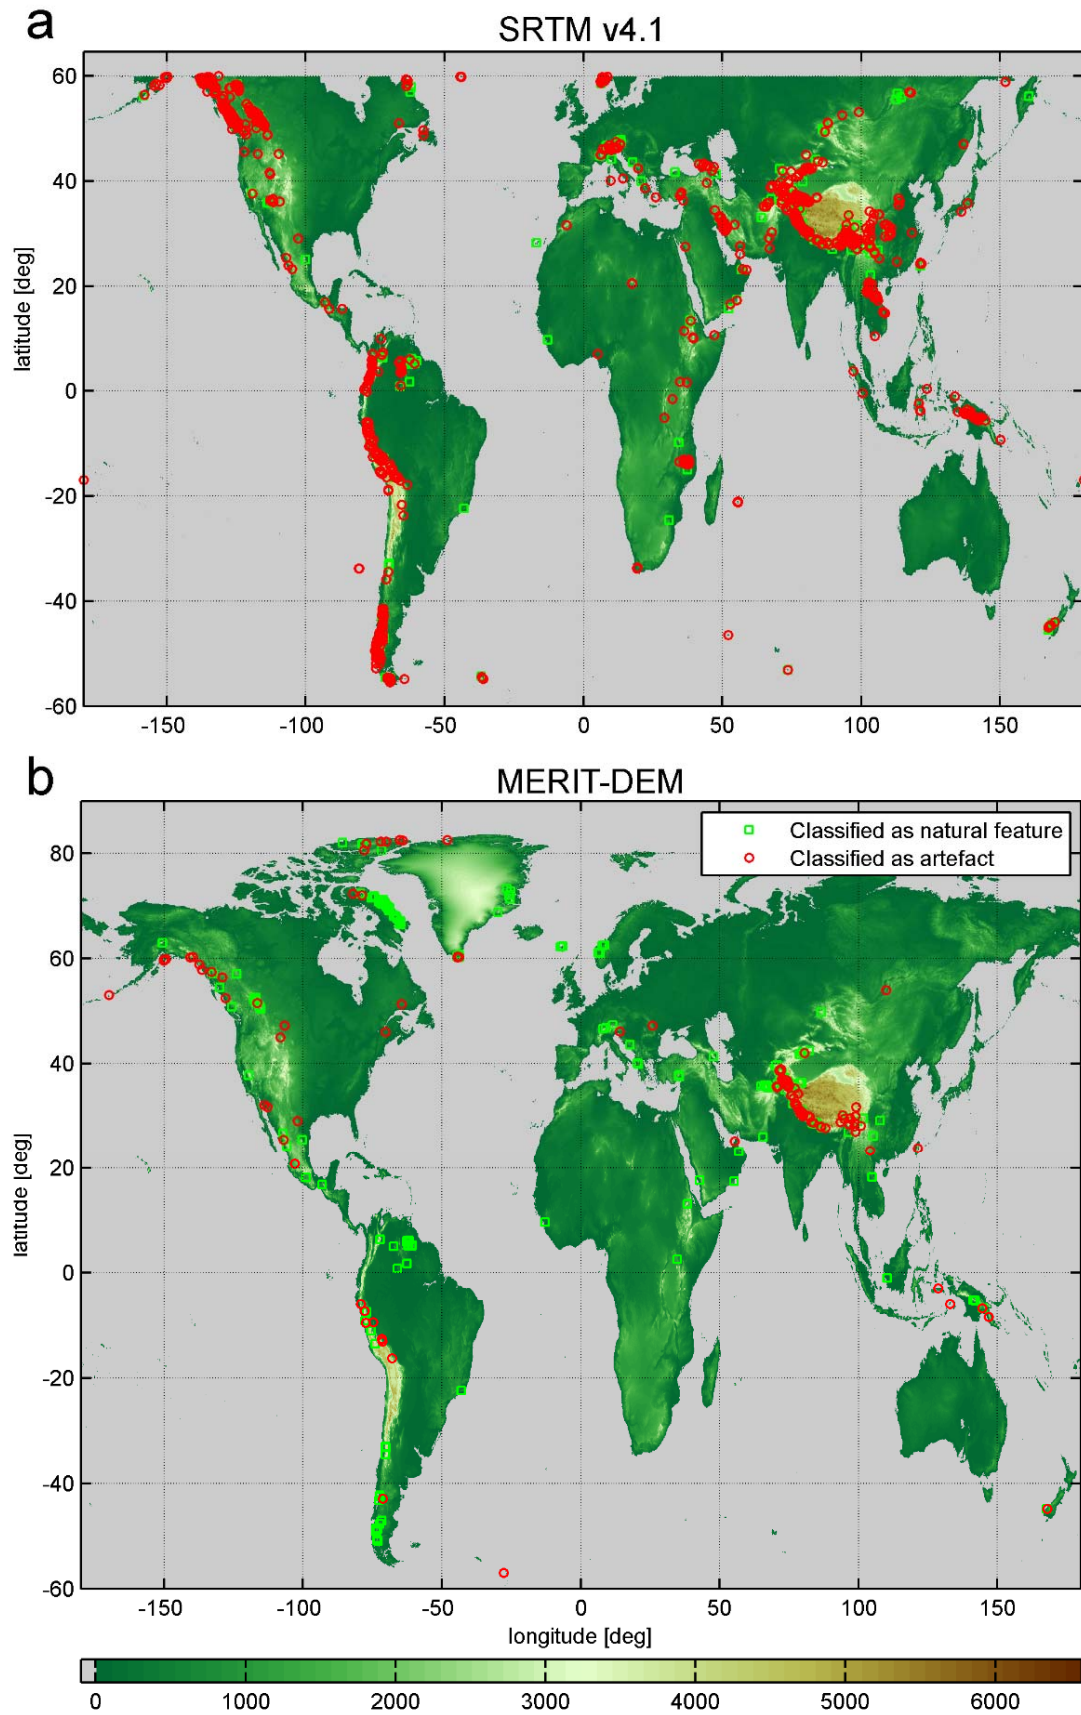 a
SRTM v4.1
60
40
20
0
-20
-40
-60
latitude [deg]
-150 -100 -50 0 50 100 150
b
MERIT-DEM
Classified as natural feature
Classified as artefact
80
60
40
20
0
-20
-40
-60
latitude [deg]
-150 -100 -50 0 50 100 150
longitude [deg]
0 1000 2000 3000 4000 5000 6000